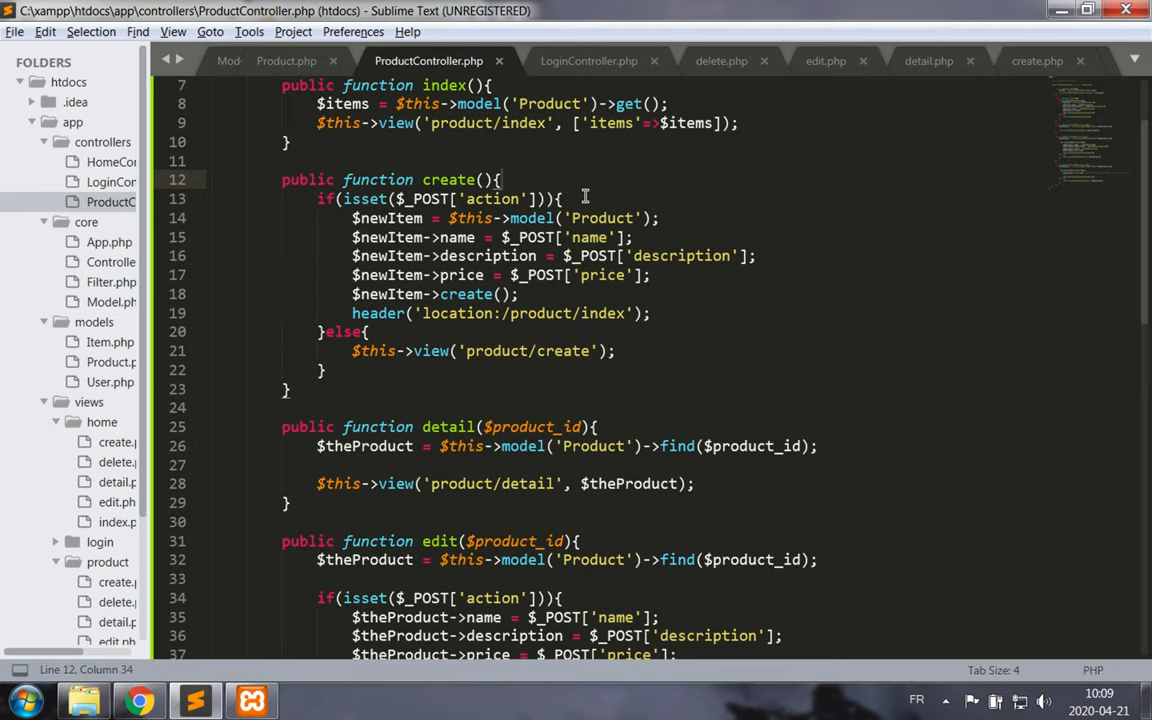 C:\xampp\htdocs\app\controllers\ProductController.php (htdocs) - Sublime Text (UNREGISTERED)
File Edit Selection Find View Goto Tools Project Preferences Help
FOLDERS
htdocs
.idea
app
controllers
HomeCon
LoginCon
ProductC
core
App.php
Controlle
Filter.php
Model.ph
models
Item.php
Product.p
User.php
views
home
create.p
delete.p
detail.p
edit.ph
index.p
login
product
create.p
delete.p
detail.p
edit.ph
Mod Product.php ProductController.php LoginController.php delete.php edit.php detail.php create.php
7 public function index(){
8 $items = $this->model('Product')->get();
9 $this->view('product/index', ['items'=>$items]);
10 }
11
12 public function create(){
13 if(isset($_POST['action'])){
14 $newItem = $this->model('Product');
15 $newItem->name = $_POST['name'];
16 $newItem->description = $_POST['description'];
17 $newItem->price = $_POST['price'];
18 $newItem->create();
19 header('location:/product/index');
20 }else{
21 $this->view('product/create');
22 }
23 }
24
25 public function detail($product_id){
26 $theProduct = $this->model('Product')->find($product_id);
27
28 $this->view('product/detail', $theProduct);
29 }
30
31 public function edit($product_id){
32 $theProduct = $this->model('Product')->find($product_id);
33
34 if(isset($_POST['action'])){
35 $theProduct->name = $_POST['name'];
36 $theProduct->description = $_POST['description'];
37 $theProduct->price = $_POST['price'];
Line 12, Column 34 Tab Size: 4 PHP
FR 10:09
2020-04-21